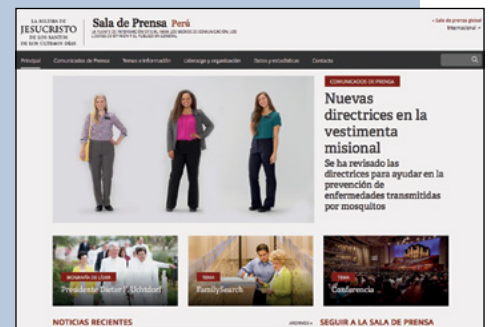 LA IGLESIA DE
JESUCRISTO
DE LOS SANTOS
DE LOS ÚLTIMOS DÍAS
Sala de Prensa Perú
« Sala de prensa global
Internacional
Principal Comunicados de Prensa Temas e Información Liderazgo y organización Datos y estadísticas Contacto
COMUNICADOS DE PRENSA
Nuevas
directrices en la
vestimenta
misional
Se ha revisado las
directrices para ayudar en la
prevención de
enfermedades transmitidas
por mosquitos
BIOGRAFÍA DE LÍDER
Presidente Dieter F. Uchtdorf
TEMA
FamilySearch
TEMA
Conferencia
NOTICIAS RECIENTES
ARCHIVOS »
SEGUIR A LA SALA DE PRENSA